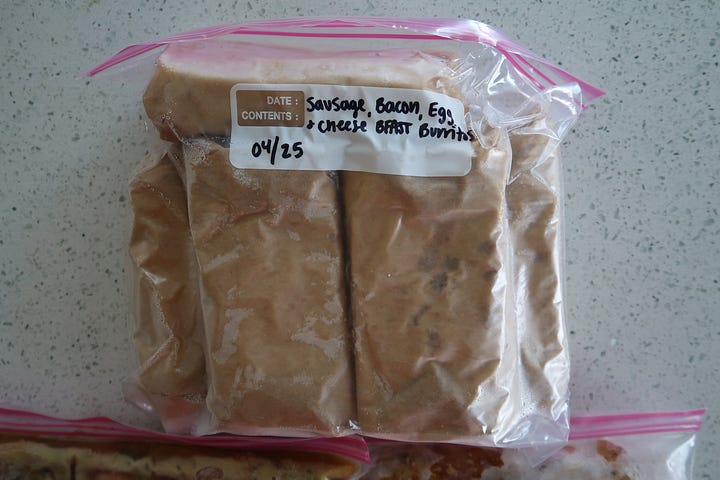 DATE : Sausage, Bacon, Egg
CONTENTS : + cheese BFAST Burritos
04/25